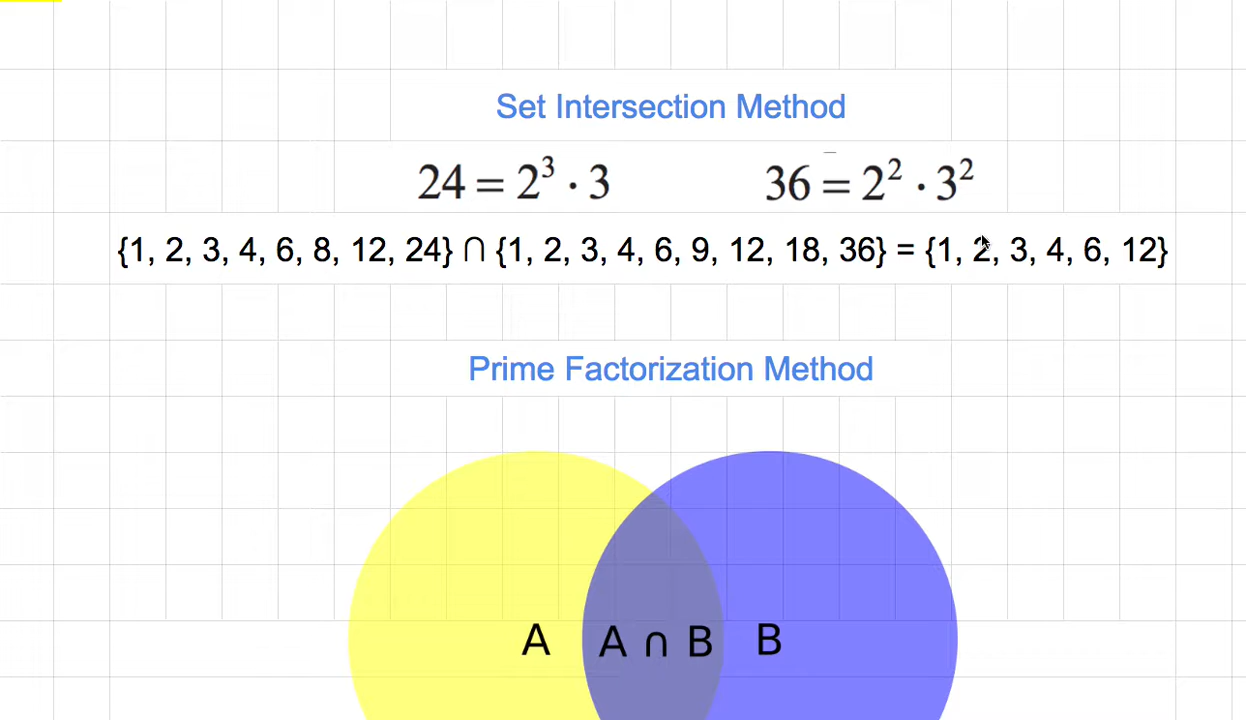 Set Intersection Method
24 = 2³ · 3 36 = 2² · 3²
{1, 2, 3, 4, 6, 8, 12, 24} ∩ {1, 2, 3, 4, 6, 9, 12, 18, 36} = {1, 2, 3, 4, 6, 12}
Prime Factorization Method
A A ∩ B B